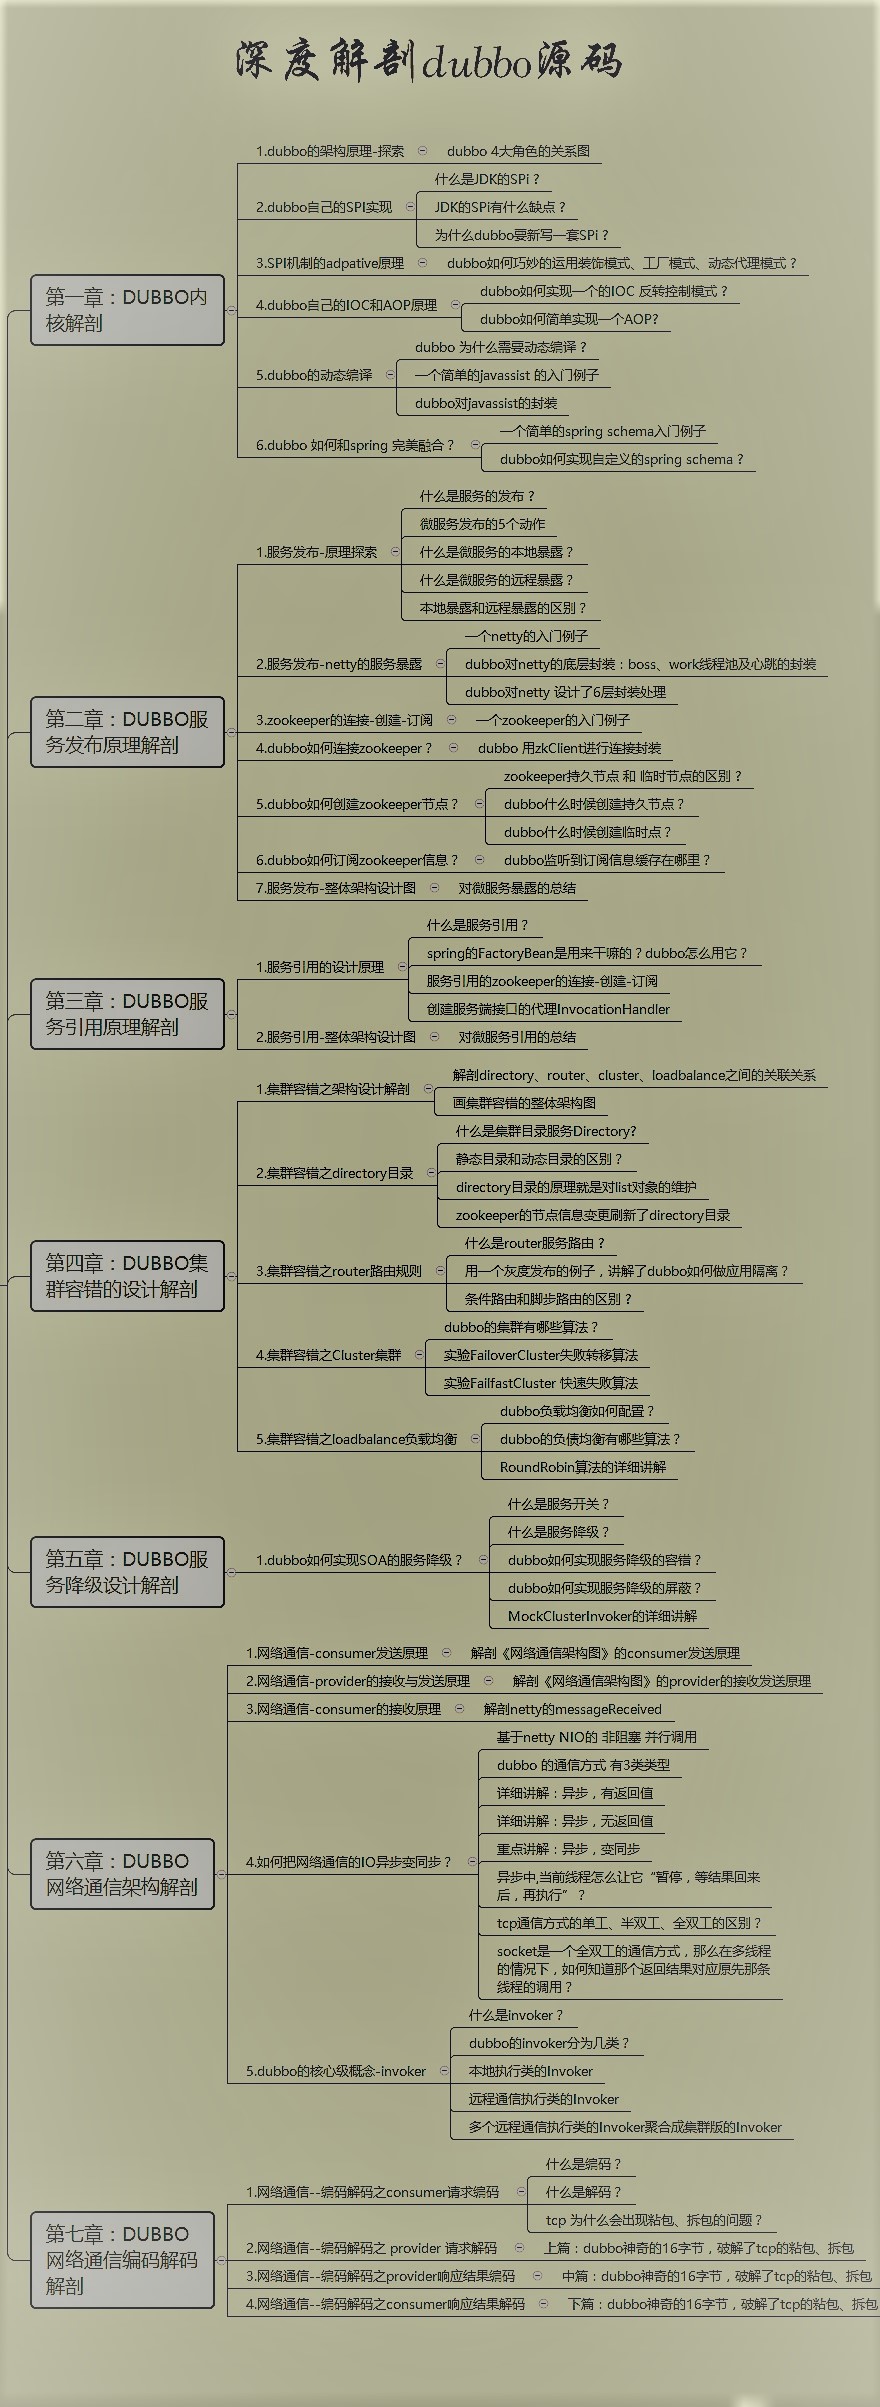 深度解剖dubbo源码
第一章：DUBBO内
核解剖
1.dubbo的架构原理-探索
dubbo 4大角色的关系图
2.dubbo自己的SPI实现
什么是JDK的SPi？
JDK的SPi有什么缺点？
为什么dubbo要新写一套SPi？
3.SPI机制的adpative原理
dubbo如何巧妙的运用装饰模式、工厂模式、动态代理模式？
4.dubbo自己的IOC和AOP原理
dubbo如何实现一个的IOC 反转控制模式？
dubbo如何简单实现一个AOP?
5.dubbo的动态编译
dubbo 为什么需要动态编译？
一个简单的javassist 的入门例子
dubbo对javassist的封装
6.dubbo 如何和spring 完美融合？
一个简单的spring schema入门例子
dubbo如何实现自定义的spring schema？
第二章：DUBBO服
务发布原理解剖
1.服务发布-原理探索
什么是服务的发布？
微服务发布的5个动作
什么是微服务的本地暴露？
什么是微服务的远程暴露？
本地暴露和远程暴露的区别？
2.服务发布-netty的服务暴露
一个netty的入门例子
dubbo对netty的底层封装：boss、work线程池及心跳的封装
dubbo对netty 设计了6层封装处理
3.zookeeper的连接-创建-订阅
一个zookeeper的入门例子
4.dubbo如何连接zookeeper？
dubbo 用zkClient进行连接封装
5.dubbo如何创建zookeeper节点？
zookeeper持久节点 和 临时节点的区别？
dubbo什么时候创建持久节点？
dubbo什么时候创建临时点？
6.dubbo如何订阅zookeeper信息？
dubbo监听到订阅信息缓存在哪里？
7.服务发布-整体架构设计图
对微服务暴露的总结
第三章：DUBBO服
务引用原理解剖
1.服务引用的设计原理
什么是服务引用？
spring的FactoryBean是用来干嘛的？dubbo怎么用它？
服务引用的zookeeper的连接-创建-订阅
创建服务端接口的代理InvocationHandler
2.服务引用-整体架构设计图
对微服务引用的总结
第四章：DUBBO集
群容错的设计解剖
1.集群容错之架构设计解剖
解剖directory、router、cluster、loadbalance之间的关联关系
画集群容错的整体架构图
2.集群容错之directory目录
什么是集群目录服务Directory?
静态目录和动态目录的区别？
directory目录的原理就是对list对象的维护
zookeeper的节点信息变更刷新了directory目录
3.集群容错之router路由规则
什么是router服务路由？
用一个灰度发布的例子，讲解了dubbo如何做应用隔离？
条件路由和脚步路由的区别？
4.集群容错之Cluster集群
dubbo的集群有哪些算法？
实验FailoverCluster失败转移算法
实验FailfastCluster 快速失败算法
5.集群容错之loadbalance负载均衡
dubbo负载均衡如何配置？
dubbo的负债均衡有哪些算法？
RoundRobin算法的详细讲解
第五章：DUBBO服
务降级设计解剖
1.dubbo如何实现SOA的服务降级？
什么是服务开关？
什么是服务降级？
dubbo如何实现服务降级的容错？
dubbo如何实现服务降级的屏蔽？
MockClusterInvoker的详细讲解
第六章：DUBBO
网络通信架构解剖
1.网络通信-consumer发送原理
解剖《网络通信架构图》的consumer发送原理
2.网络通信-provider的接收与发送原理
解剖《网络通信架构图》的provider的接收发送原理
3.网络通信-consumer的接收原理
解剖netty的messageReceived
4.如何把网络通信的IO异步变同步？
基于netty NIO的 非阻塞 并行调用
dubbo 的通信方式 有3类类型
详细讲解：异步，有返回值
详细讲解：异步，无返回值
重点讲解：异步，变同步
异步中,当前线程怎么让它“暂停，等结果回来
后，再执行”？
tcp通信方式的单工、半双工、全双工的区别？
socket是一个全双工的通信方式，那么在多线程
的情况下，如何知道那个返回结果对应原先那条
线程的调用？
5.dubbo的核心级概念-invoker
什么是invoker？
dubbo的invoker分为几类？
本地执行类的Invoker
远程通信执行类的Invoker
多个远程通信执行类的Invoker聚合成集群版的Invoker
第七章：DUBBO
网络通信编码解码
解剖
1.网络通信--编码解码之consumer请求编码
什么是编码？
什么是解码？
tcp 为什么会出现粘包、拆包的问题？
2.网络通信--编码解码之 provider 请求解码
上篇：dubbo神奇的16字节，破解了tcp的粘包、拆包
3.网络通信--编码解码之provider响应结果编码
中篇：dubbo神奇的16字节，破解了tcp的粘包、拆包
4.网络通信--编码解码之consumer响应结果解码
下篇：dubbo神奇的16字节，破解了tcp的粘包、拆包